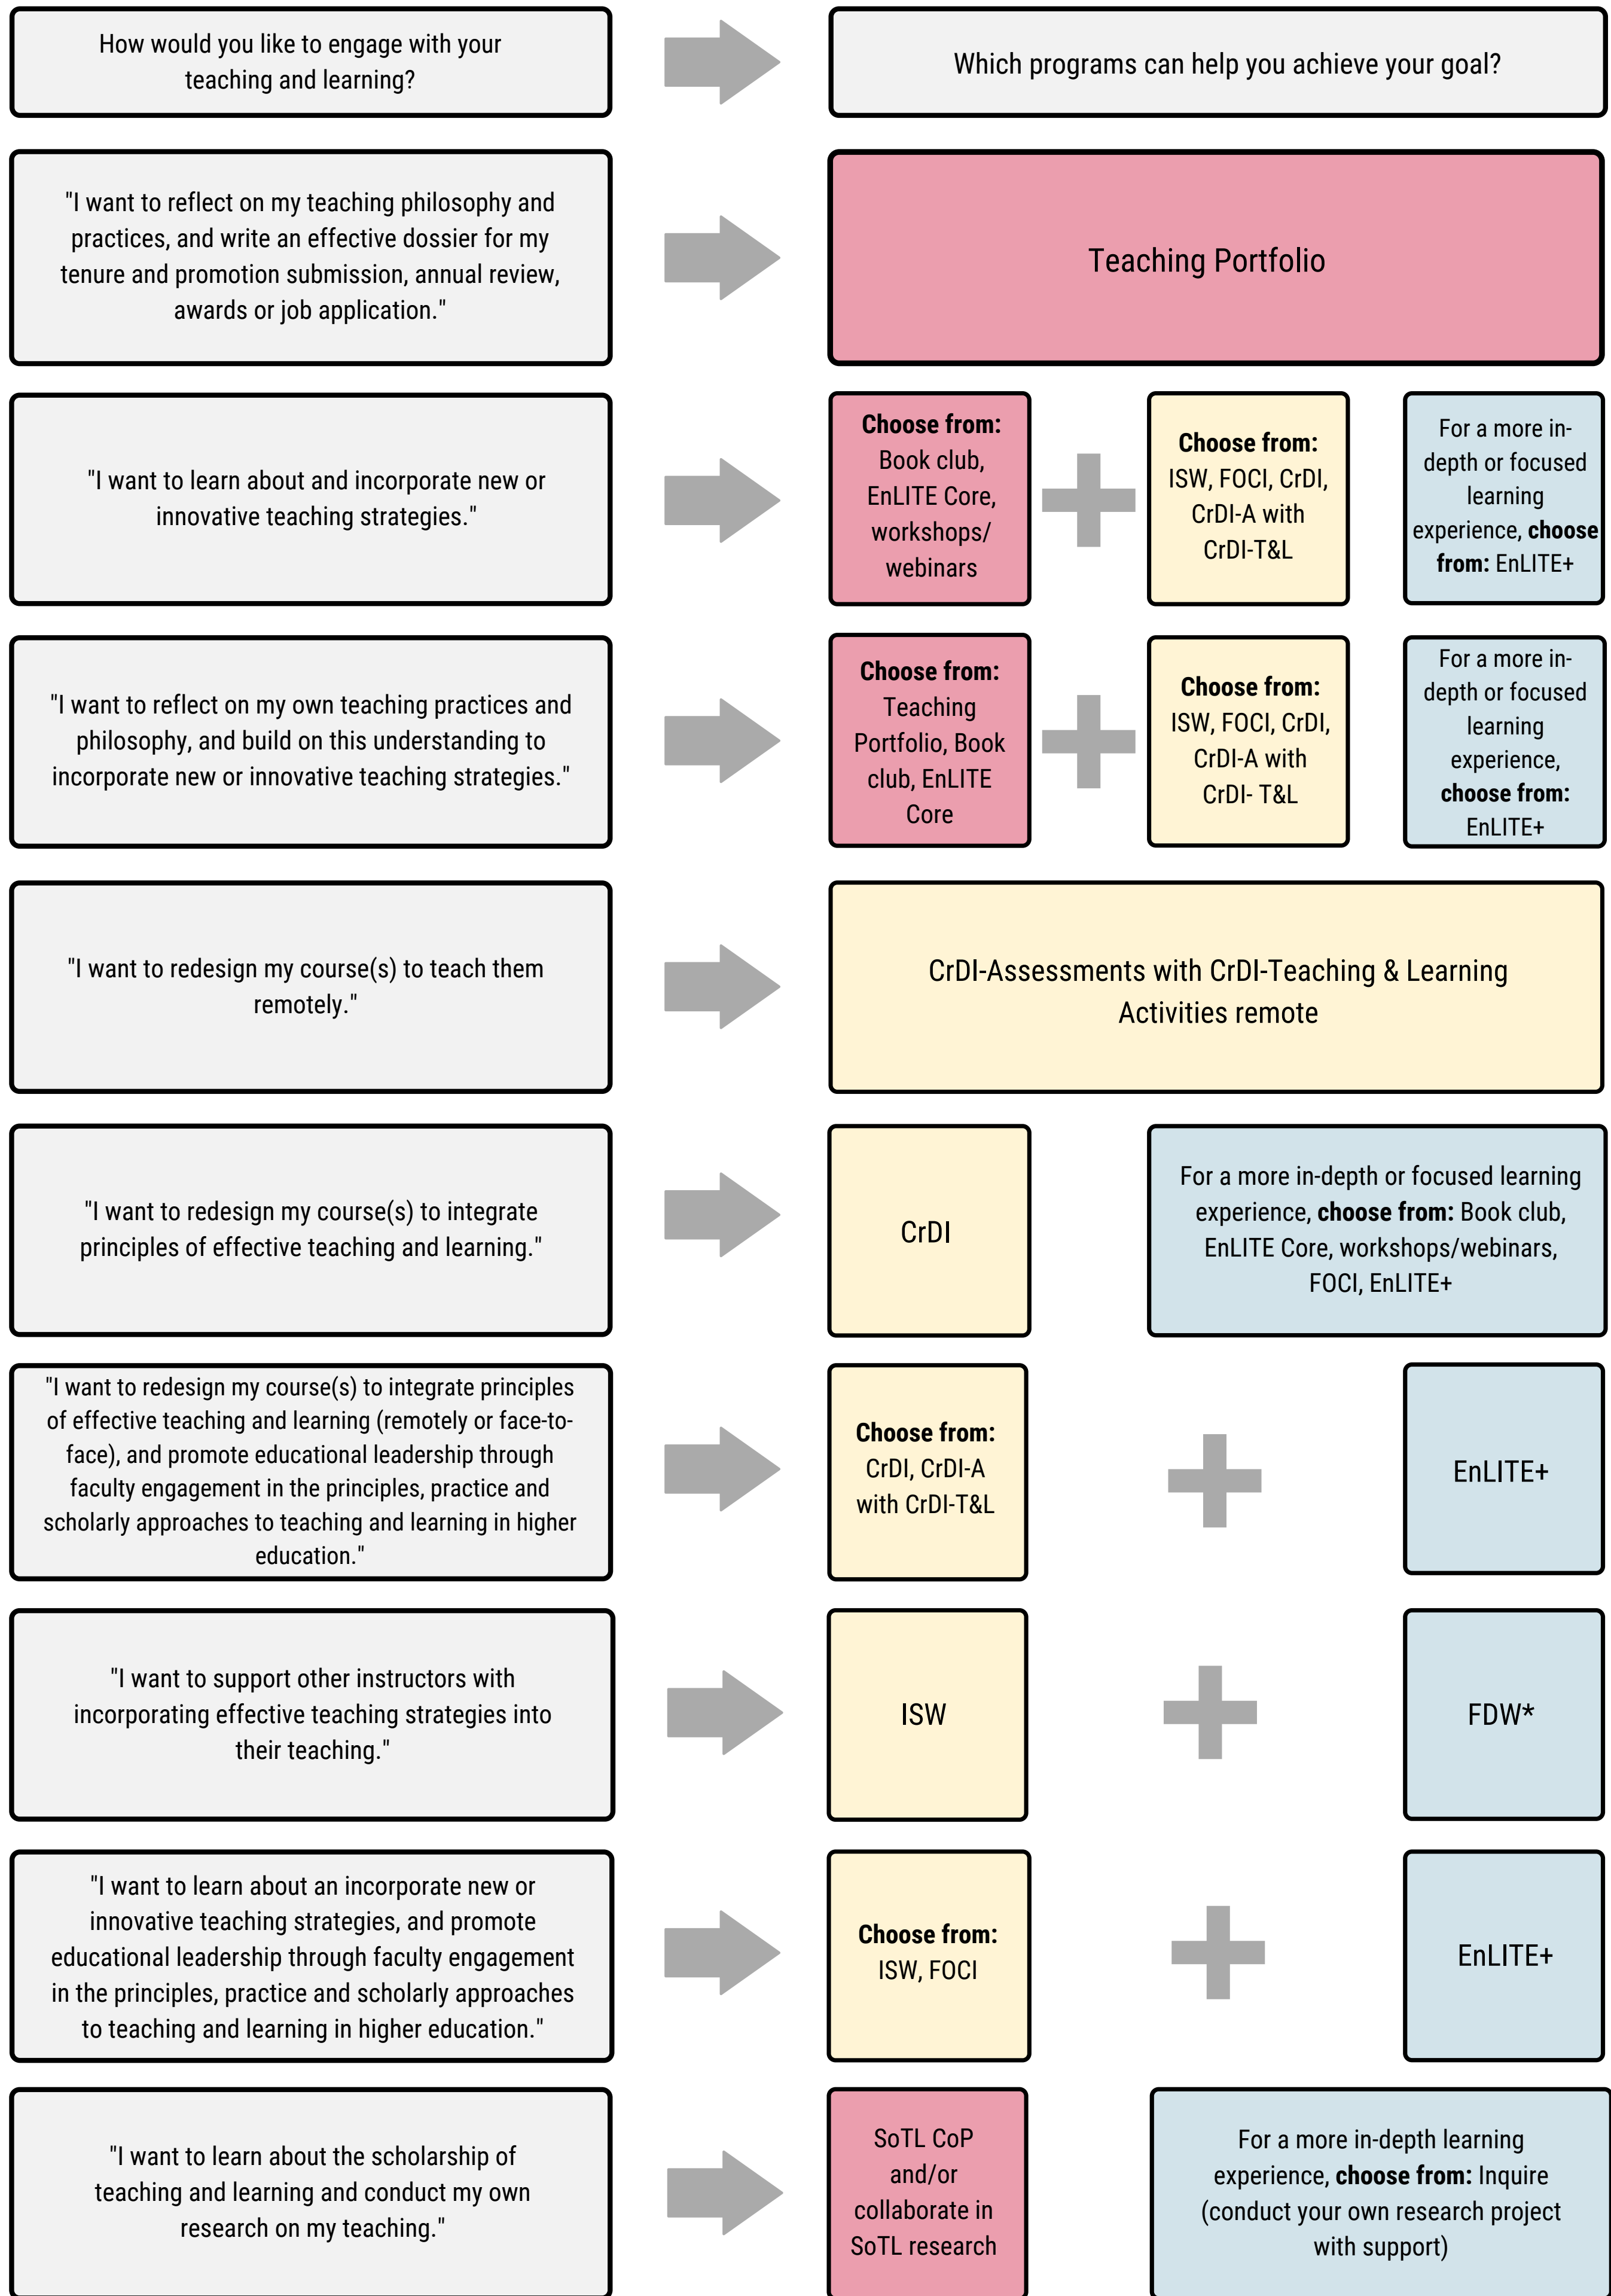 How would you like to engage with your
teaching and learning?
Which programs can help you achieve your goal?
"I want to reflect on my teaching philosophy and
practices, and write an effective dossier for my
tenure and promotion submission, annual review,
awards or job application."
Teaching Portfolio
"I want to learn about and incorporate new or
innovative teaching strategies."
Choose from:
Book club,
EnLITE Core,
workshops/
webinars
Choose from:
ISW, FOCI, CrDI,
CrDI-A with
CrDI-T&L
For a more in-
depth or focused
learning
experience, choose
from: EnLITE+
"I want to reflect on my own teaching practices and
philosophy, and build on this understanding to
incorporate new or innovative teaching strategies."
Choose from:
Teaching
Portfolio, Book
club, EnLITE
Core
Choose from:
ISW, FOCI, CrDI,
CrDI-A with
CrDI- T&L
For a more in-
depth or focused
learning
experience,
choose from:
EnLITE+
"I want to redesign my course(s) to teach them
remotely."
CrDI-Assessments with CrDI-Teaching & Learning
Activities remote
"I want to redesign my course(s) to integrate
principles of effective teaching and learning."
CrDI
For a more in-depth or focused learning
experience, choose from: Book club,
EnLITE Core, workshops/webinars,
FOCI, EnLITE+
"I want to redesign my course(s) to integrate principles
of effective teaching and learning (remotely or face-to-
face), and promote educational leadership through
faculty engagement in the principles, practice and
scholarly approaches to teaching and learning in higher
education."
Choose from:
CrDI, CrDI-A
with CrDI-T&L
EnLITE+
"I want to support other instructors with
incorporating effective teaching strategies into
their teaching."
ISW
FDW*
"I want to learn about an incorporate new or
innovative teaching strategies, and promote
educational leadership through faculty engagement
in the principles, practice and scholarly approaches
to teaching and learning in higher education."
Choose from:
ISW, FOCI
EnLITE+
"I want to learn about the scholarship of
teaching and learning and conduct my own
research on my teaching."
SoTL CoP
and/or
collaborate in
SoTL research
For a more in-depth learning
experience, choose from: Inquire
(conduct your own research project
with support)